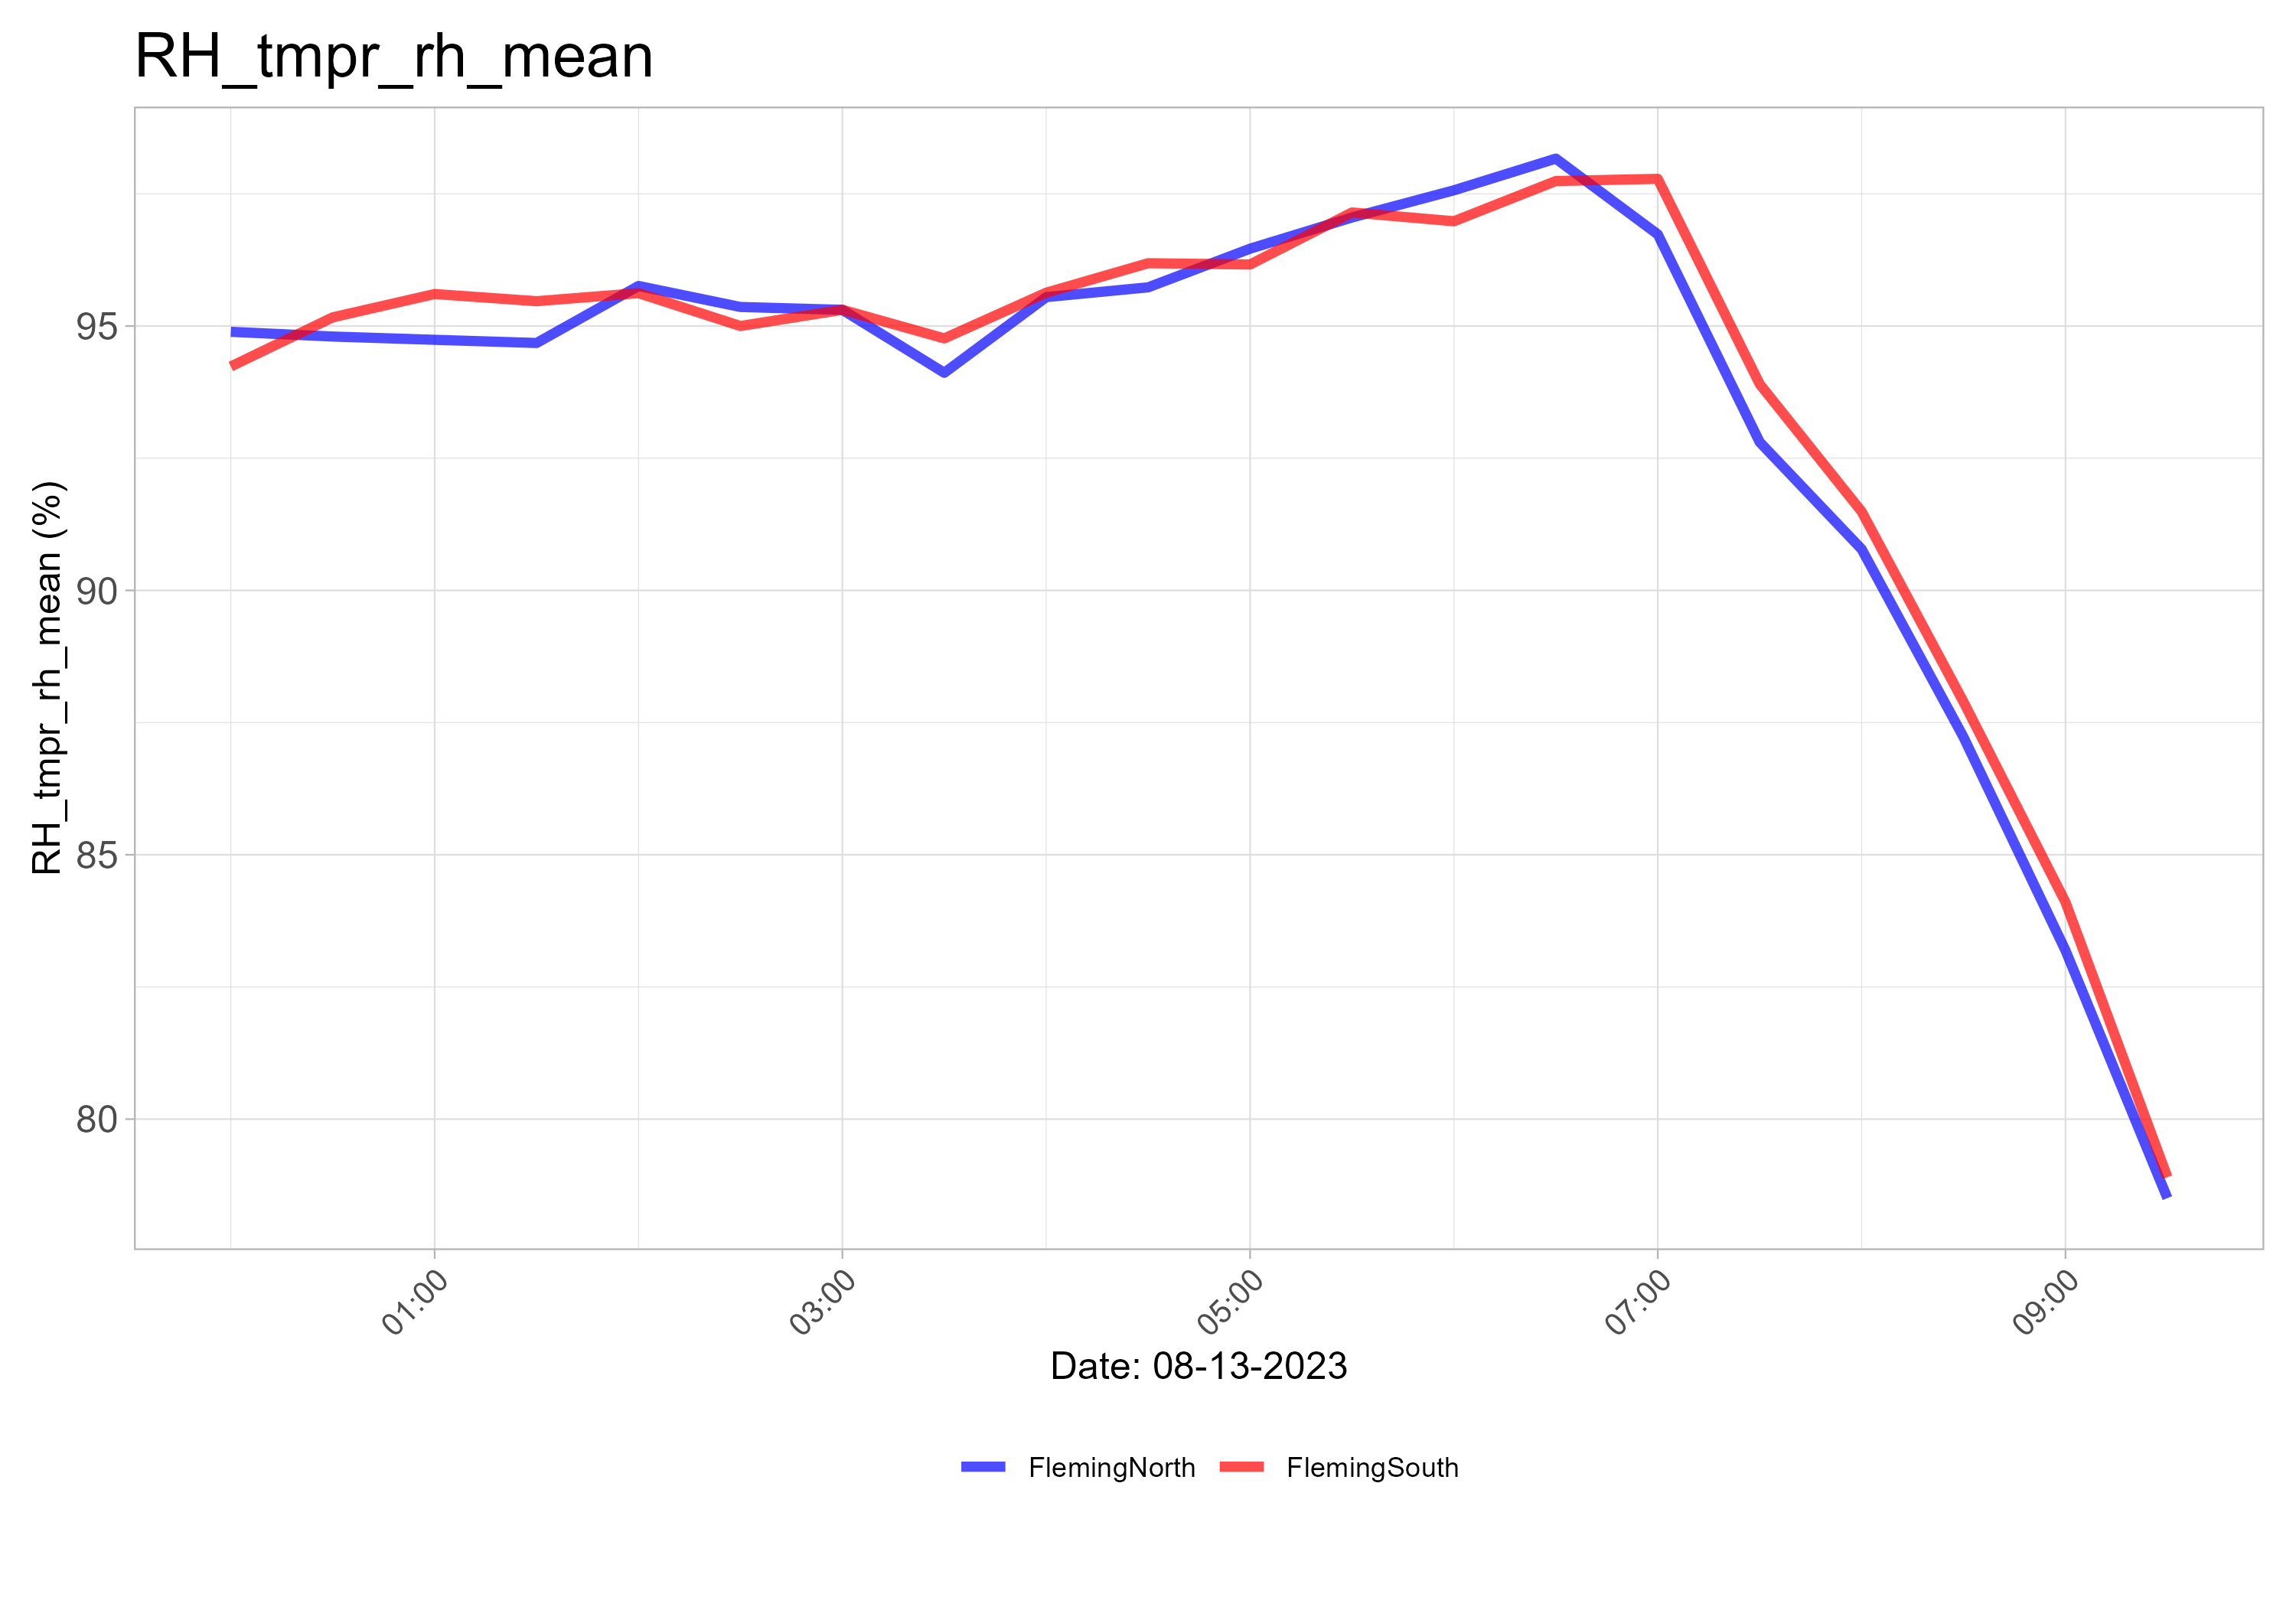 RH_tmpr_rh_mean
RH_tmpr_rh_mean (%)
95
90
85
80
01:00
03:00
05:00
07:00
09:00
Date: 08-13-2023
FlemingNorth
FlemingSouth